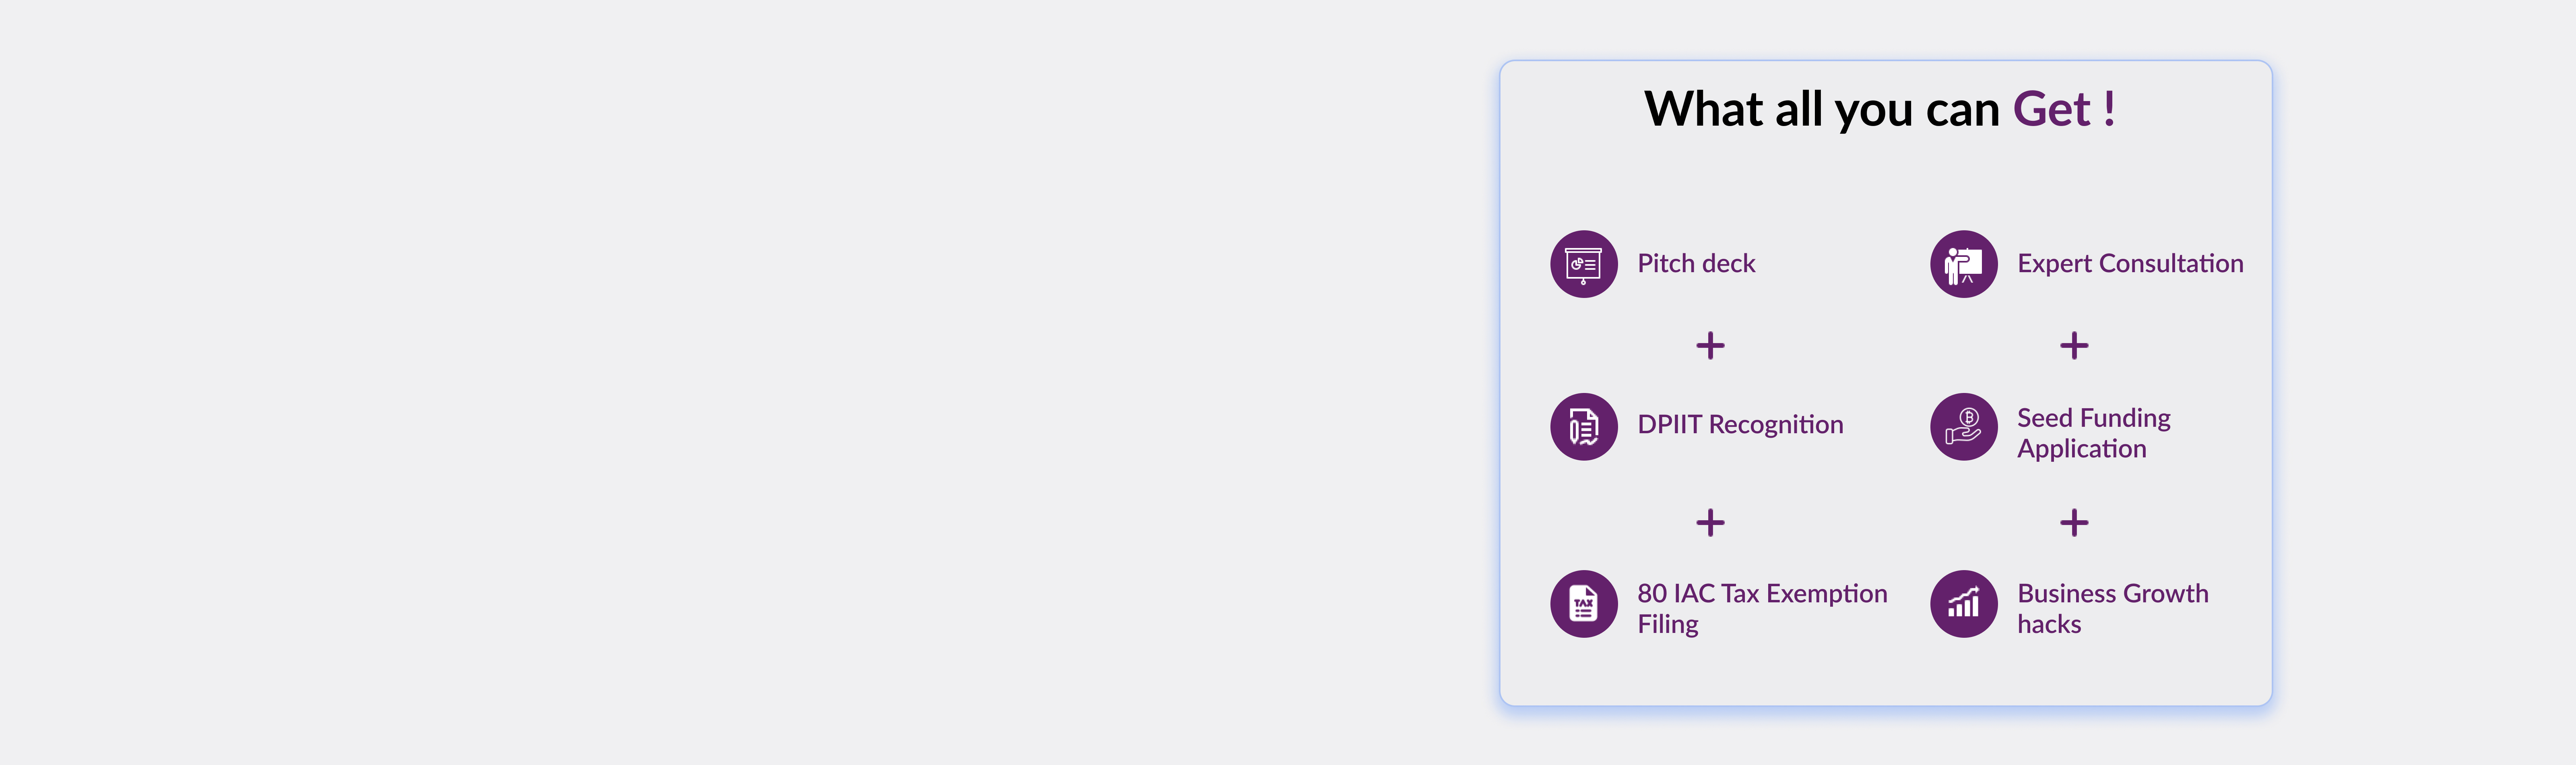 What all you can Get !
Pitch deck
Expert Consultation
+
+
DPIIT Recognition
Seed Funding
Application
+
+
TAX
80 IAC Tax Exemption
Filing
Business Growth
hacks